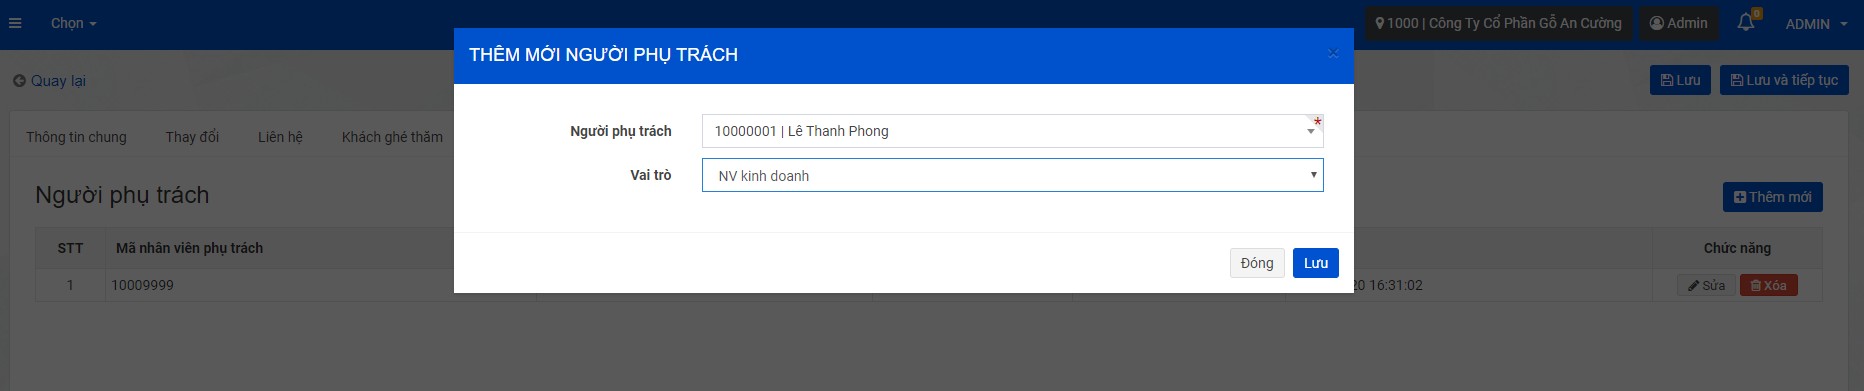 Chọn
1000 | Công Ty Cổ Phần Gỗ An Cường
Admin
0
ADMIN
THÊM MỚI NGƯỜI PHỤ TRÁCH
×
Quay lại
Lưu
Lưu và tiếp tục
Thông tin chung
Thay đổi
Liên hệ
Khách ghé thăm
Người phụ trách
10000001 | Lê Thanh Phong
*
Vai trò
NV kinh doanh
Người phụ trách
Thêm mới
STT
Mã nhân viên phụ trách
Chức năng
Đóng
Lưu
1
10009999
20 16:31:02
Sửa
Xóa